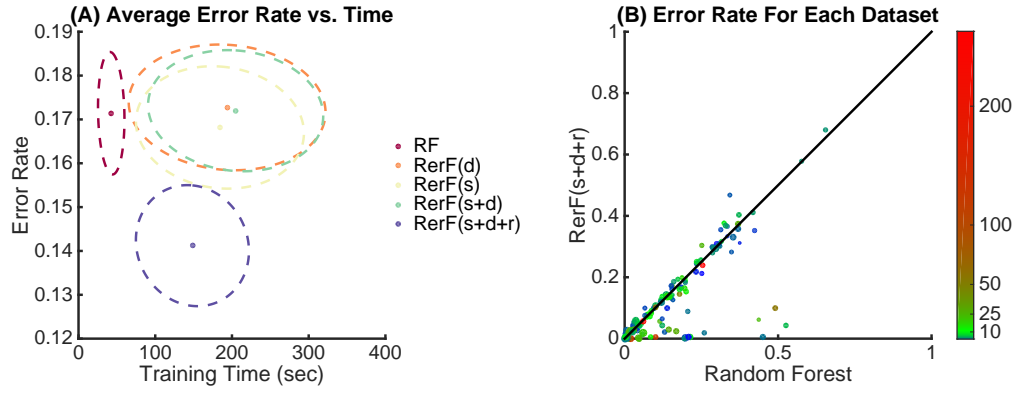 (A) Average Error Rate vs. Time
0.19
0.18
0.17
0.16
0.15
0.14
0.13
0.12
Error Rate
0
100
200
300
400
Training Time (sec)
RF
RerF(d)
RerF(s)
RerF(s+d)
RerF(s+d+r)
(B) Error Rate For Each Dataset
1
0.8
0.6
0.4
0.2
0
RerF(s+d+r)
0
0.5
1
Random Forest
200
100
50
25
10